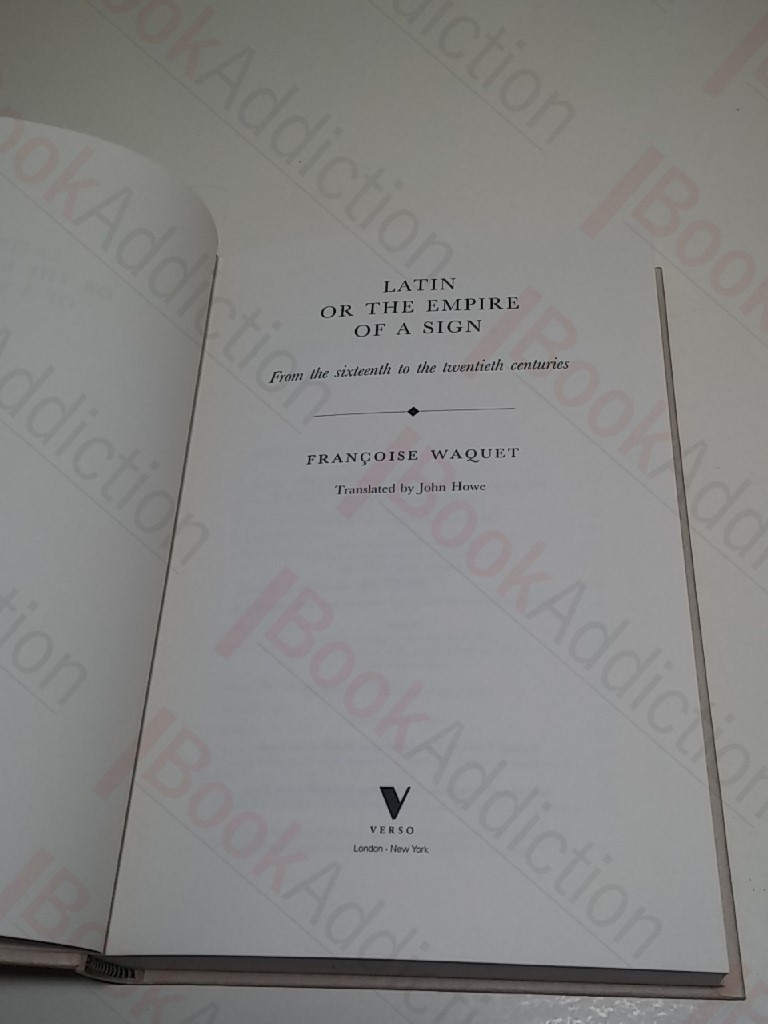 LATIN
OR THE EMPIRE
OF A SIGN
From the sixteenth to the twentieth centuries
FRANÇOISE WAQUET
Translated by John Howe
V
VERSO
London - New York
BookAddiction